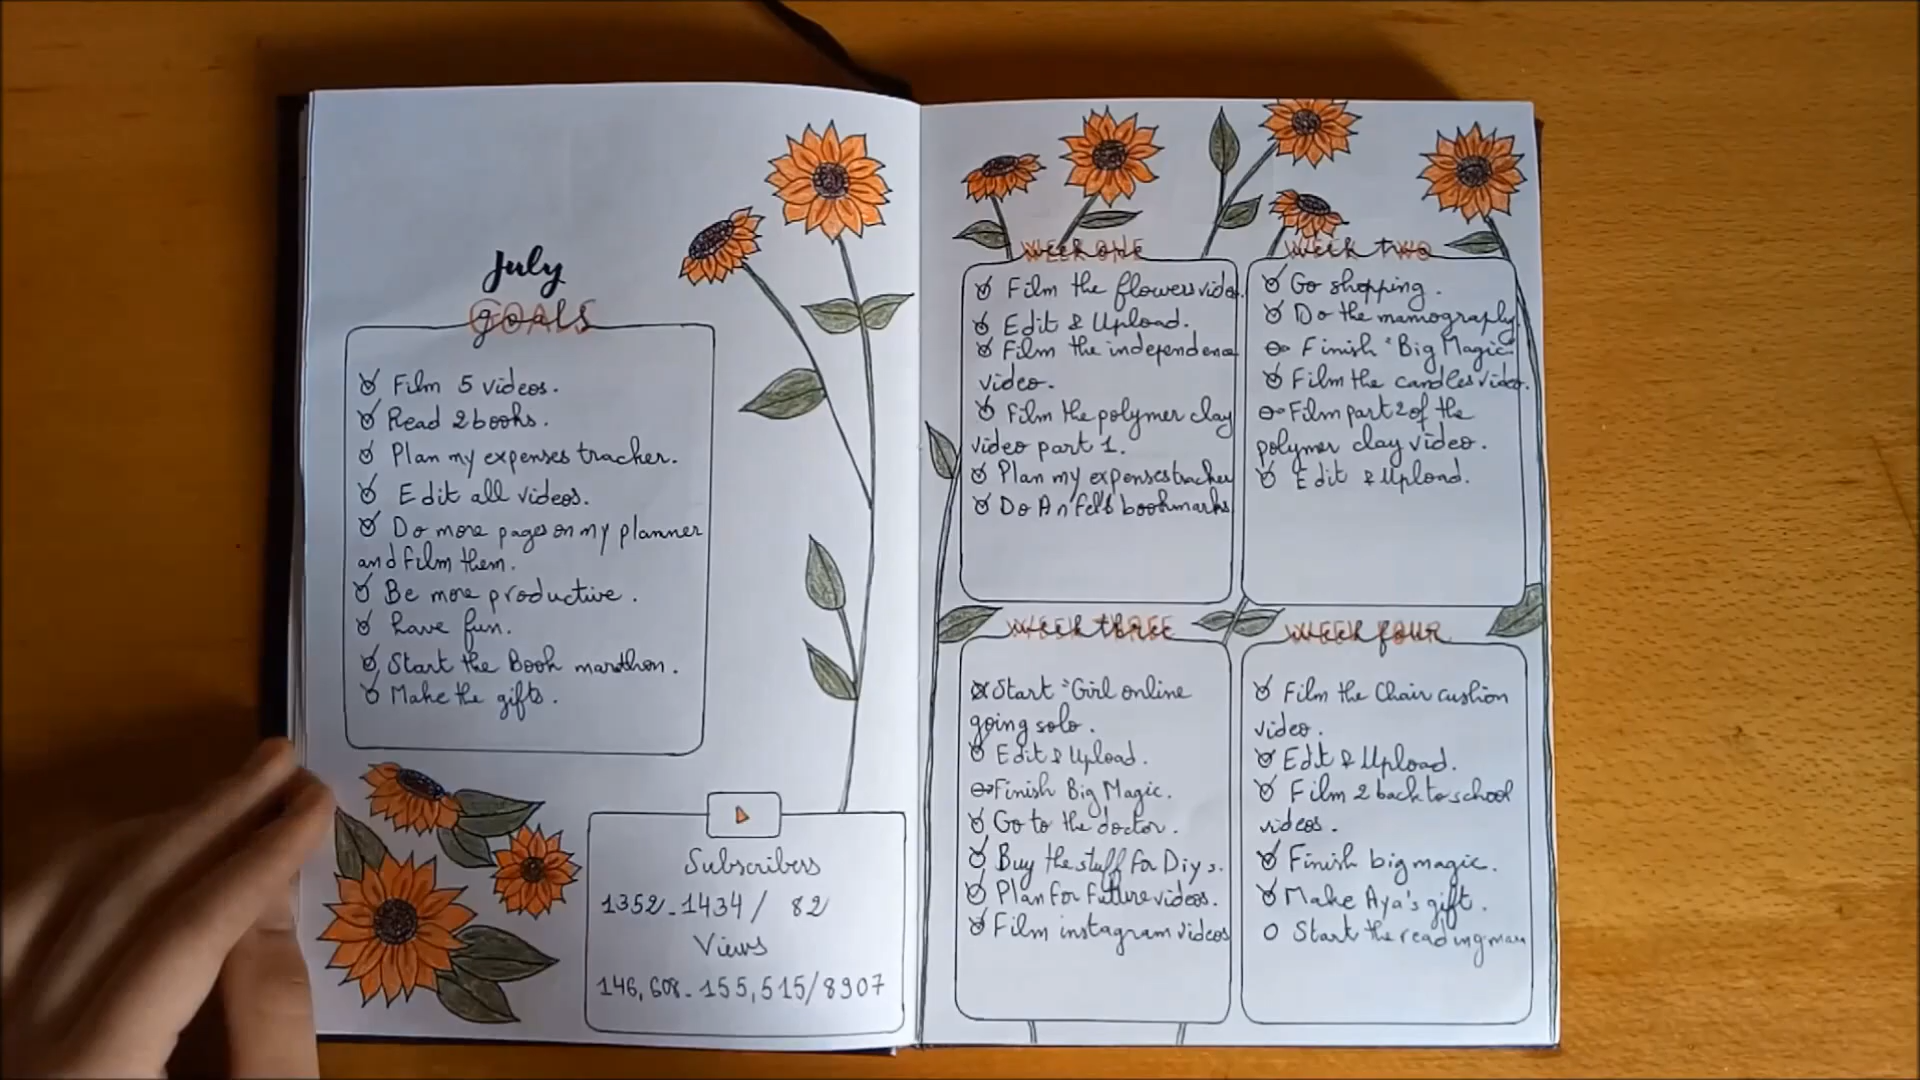 July
goals
Film 5 videos.
Read 2 books.
Plan my expenses tracker.
Edit all videos.
Do more pages on my planner
and film them.
Be more productive.
have fun.
Start the Book marathon.
Make the gifts.
Subscribers
1352-1434 / 82
Views
146,608-155,515/8907
WEEK ONE
Film the flowers video.
Edit & Upload.
Film the independence
video.
Film the polymer clay
video part 1.
Plan my expenses tracker
Do Anfel's bookmarks
WEEK TWO
Go shopping.
Do the mamography
Finish "Big Magic"
Film the candles video.
Film part 2 of the
polymer clay video.
Edit & Upload.
WEEK three
Start "Girl online
going solo.
Edit & Upload.
Finish Big Magic.
Go to the doctor.
Buy the stuff for Diys.
Plan for future videos.
Film instagram videos
WEEK four
Film the Chair cushion
video.
Edit & Upload.
Film 2 back to school
videos.
Finish big magic.
Make Aya's gift.
Start the reading mara